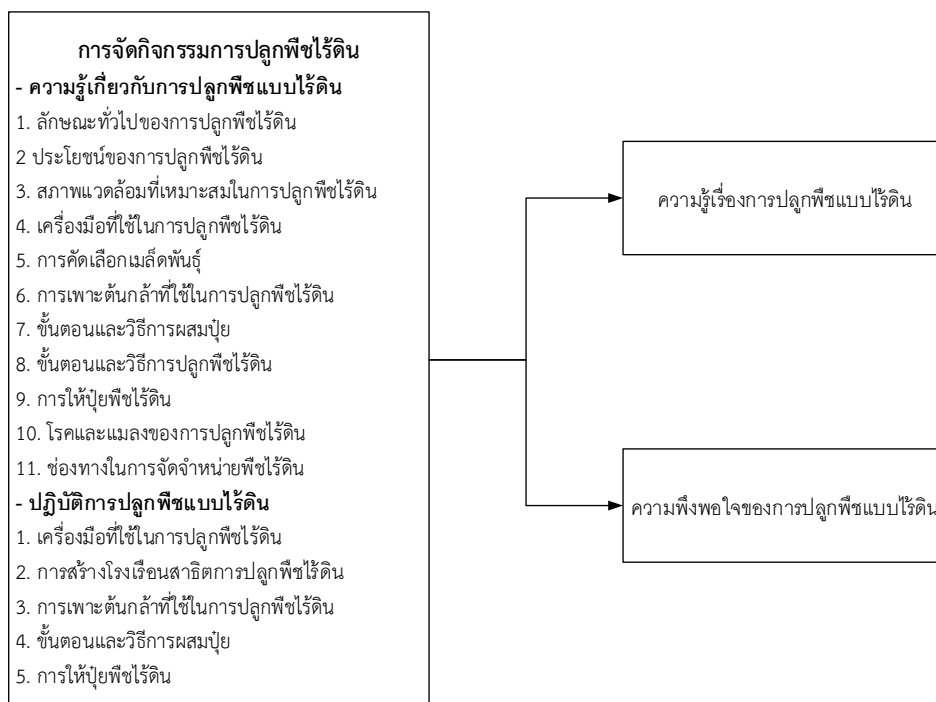 การจัดกิจกรรมการปลูกพืชไร้ดิน
- ความรู้เกี่ยวกับการปลูกพืชแบบไร้ดิน
1. ลักษณะทั่วไปของการปลูกพืชไร้ดิน
2 ประโยชน์ของการปลูกพืชไร้ดิน
3. สภาพแวดล้อมที่เหมาะสมในการปลูกพืชไร้ดิน
4. เครื่องมือที่ใช้ในการปลูกพืชไร้ดิน
5. การคัดเลือกเมล็ดพันธุ์
6. การเพาะต้นกล้าที่ใช้ในการปลูกพืชไร้ดิน
7. ขั้นตอนและวิธีการผสมปุ๋ย
8. ขั้นตอนและวิธีการปลูกพืชไร้ดิน
9. การให้ปุ๋ยพืชไร้ดิน
10. โรคและแมลงของการปลูกพืชไร้ดิน
11. ช่องทางในการจัดจำหน่ายพืชไร้ดิน
- ปฏิบัติการปลูกพืชแบบไร้ดิน
1. เครื่องมือที่ใช้ในการปลูกพืชไร้ดิน
2. การสร้างโรงเรือนสาธิตการปลูกพืชไร้ดิน
3. การเพาะต้นกล้าที่ใช้ในการปลูกพืชไร้ดิน
4. ขั้นตอนและวิธีการผสมปุ๋ย
5. การให้ปุ๋ยพืชไร้ดิน
ความรู้เรื่องการปลูกพืชแบบไร้ดิน
ความพึงพอใจของการปลูกพืชแบบไร้ดิน